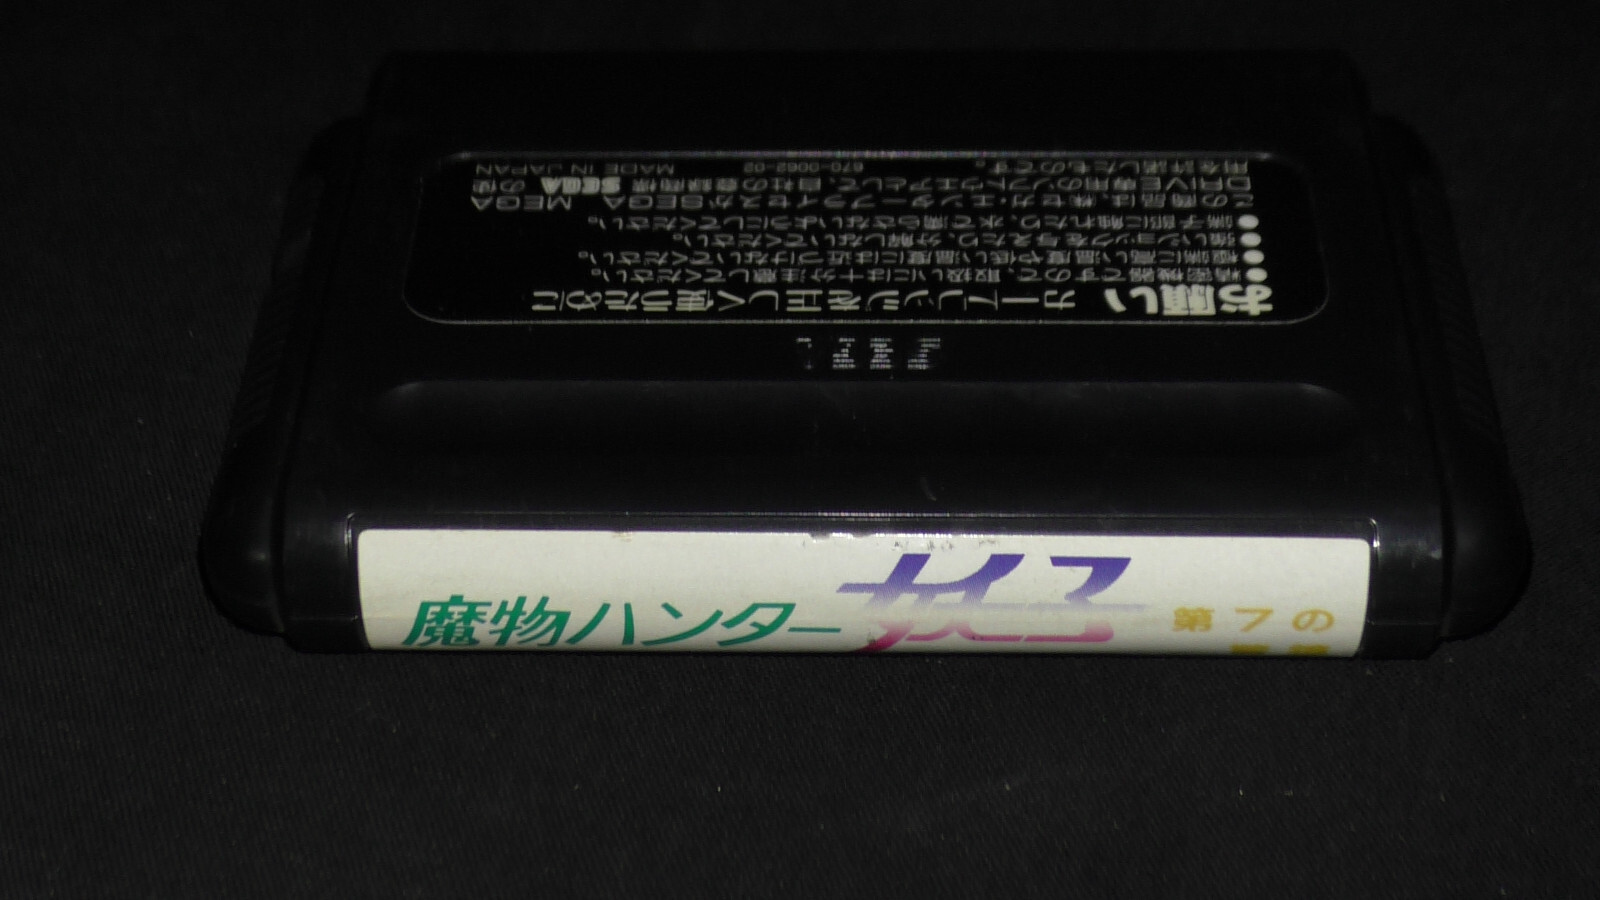 お願い カートリッジを正しく使うために
●精密機器ですので、取扱いには十分注意してください。
●極端に高い温度や低い温度には近づけないでください。
●強いショックを与えたり、分解しないでください。
●端子部に触れたり、水で濡らさないようにしてください。
この商品は、㈱セガ・エンタープライゼスがSEGA MEGA
DRIVE専用のソフトウエアとして、自社の登録商標 SEGA の使
用を許諾したものです。 670-0062-02 MADE IN JAPAN
魔物ハンター妖子 第7の